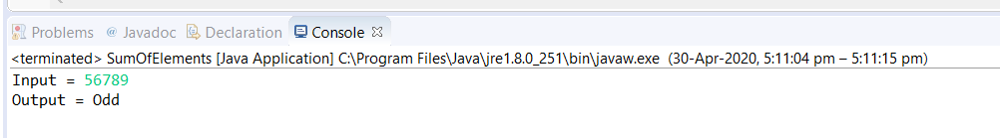 Problems @ Javadoc Declaration Console
<terminated> SumOfElements [Java Application] C:\Program Files\Java\jre1.8.0_251\bin\javaw.exe (30-Apr-2020, 5:11:04 pm – 5:11:15 pm)
Input = 56789
Output = Odd